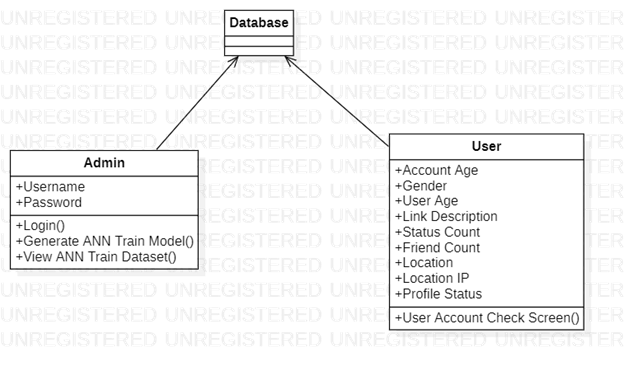 UNREGISTERED UNREGISTERED UNREGISTERED UNREGISTERED UNREGISTERED
Database
Admin
+Username
+Password
+Login()
+Generate ANN Train Model()
+View ANN Train Dataset()
User
+Account Age
+Gender
+User Age
+Link Description
+Status Count
+Friend Count
+Location
+Location IP
+Profile Status
+User Account Check Screen()